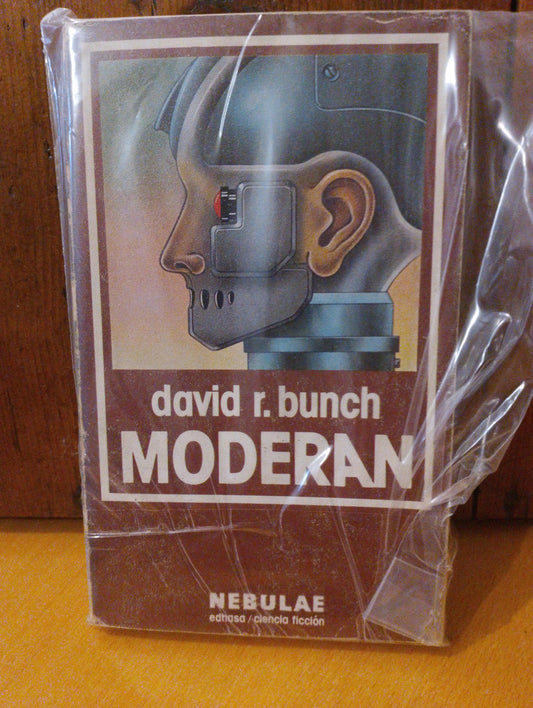 david r. bunch
MODERAN
NEBULAE
edhasa / ciencia ficción